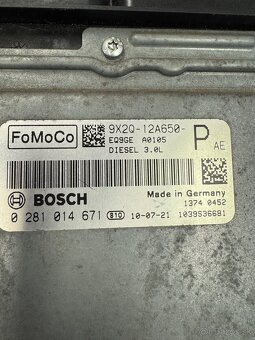 FoMoCo
9X2Q-12A650- P AE
EQ9GE A0105
DIESEL 3.0L
BOSCH
Made in Germany
1374 0452
0 281 014 671 B10 10-07-21 1039S36681